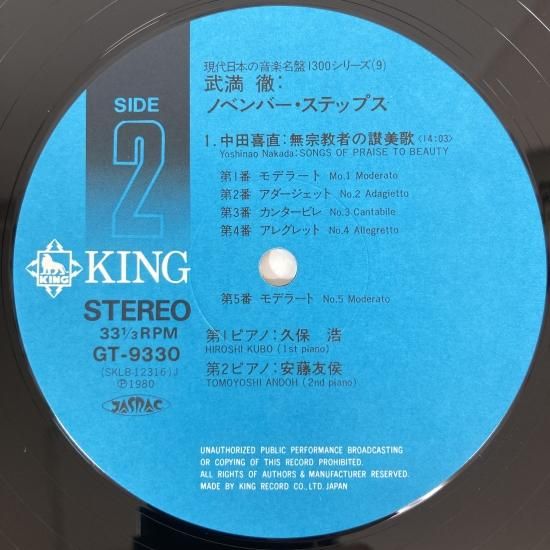 現代日本の音楽名盤1300シリーズ(9)
武満 徹:
ノベンバー・ステップス
SIDE
2
1. 中田喜直:無宗教者の讃美歌〈14:03〉
Yoshinao Nakada: SONGS OF PRAISE TO BEAUTY
第1番 モデラート Mo.1 Moderato
第2番 アダージェット No.2 Adagietto
第3番 カンタービレ No.3 Cantabile
第4番 アレグレット No.4 Allegretto
KING
KING
第5番 モデラート No.5 Moderato
STEREO
33 1/3 RPM
GT-9330
(SKLB-12316)J
Ⓟ1980
JASRAC
第1ピアノ:久保 浩
HIROSHI KUBO (1st piano)
第2ピアノ:安藤友侯
TOMOYOSHI ANDOH (2nd piano)
UNAUTHORIZED PUBLIC PERFORMANCE BROADCASTING
OR COPYING OF THIS RECORD PROHIBITED.
ALL RIGHTS OF AUTHORS & MANUFACTURER RESERVED.
MADE BY KING RECORD CO., LTD. JAPAN